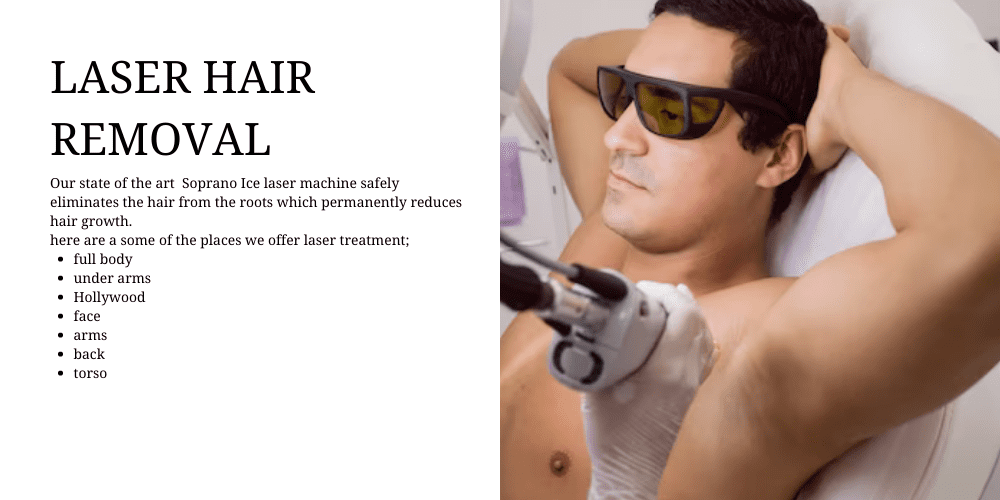 LASER HAIR
REMOVAL
Our state of the art  Soprano Ice laser machine safely
eliminates the hair from the roots which permanently reduces
hair growth.
here are a some of the places we offer laser treatment;
• full body
• under arms
• Hollywood
• face
• arms
• back
• torso